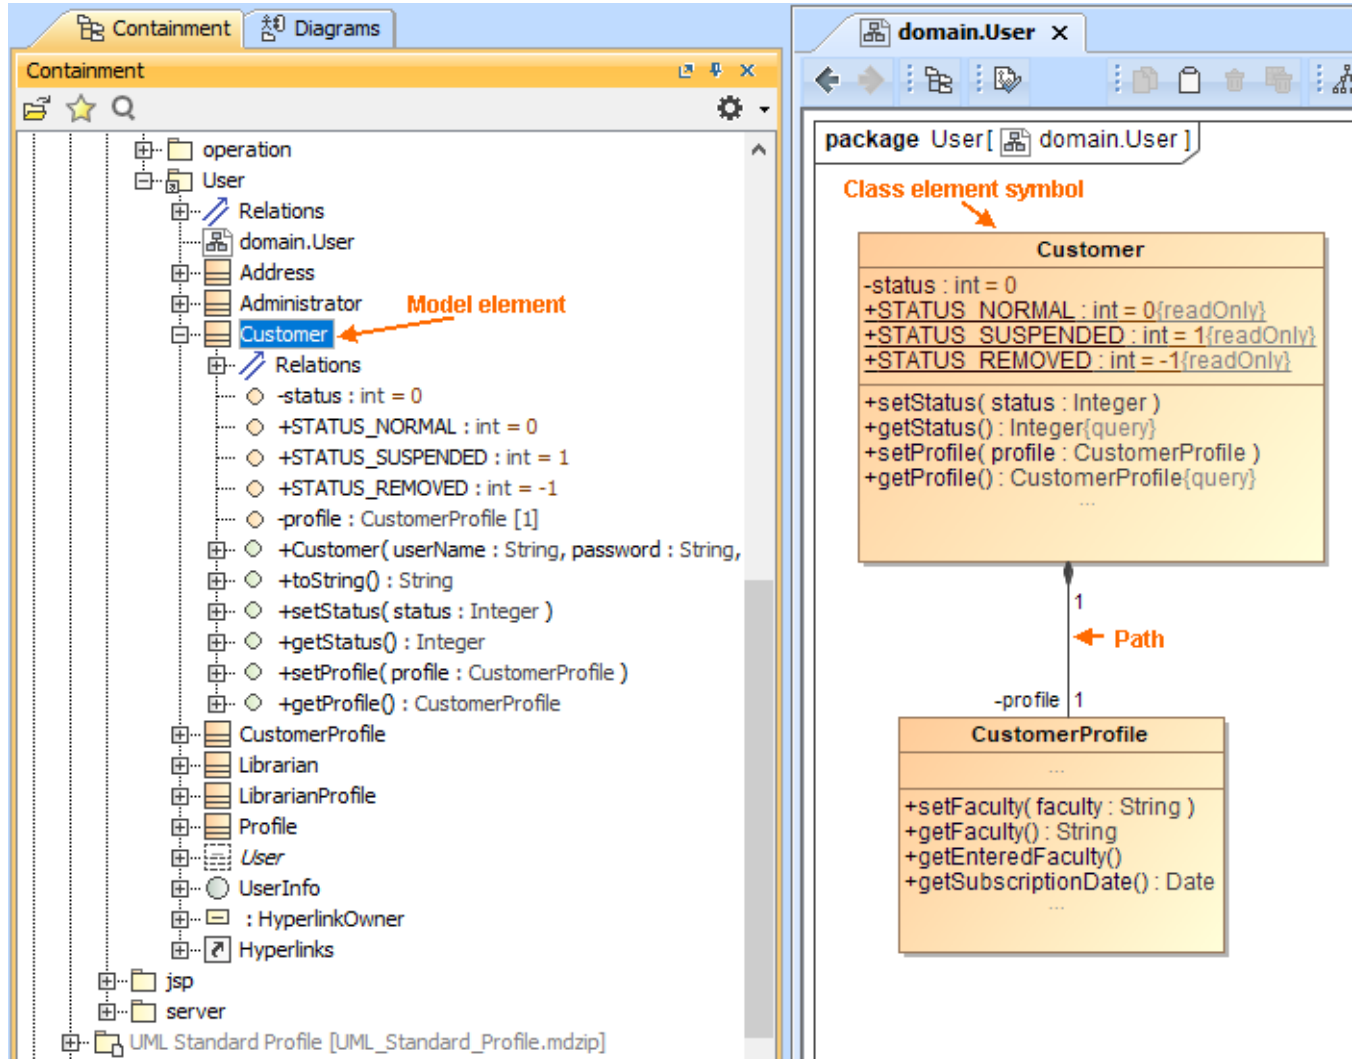 Containment
Diagrams
Containment
operation
User
Relations
domain.User
Address
Administrator
Model element
Customer
Relations
-status : int = 0
+STATUS_NORMAL : int = 0
+STATUS_SUSPENDED : int = 1
+STATUS_REMOVED : int = -1
-profile : CustomerProfile [1]
+Customer( userName : String, password : String,
+toString() : String
+setStatus( status : Integer )
+getStatus() : Integer
+setProfile( profile : CustomerProfile )
+getProfile() : CustomerProfile
CustomerProfile
Librarian
LibrarianProfile
Profile
User
UserInfo
: HyperlinkOwner
Hyperlinks
jsp
server
UML Standard Profile [UML_Standard_Profile.mdzip]
domain.User
package User[ domain.User ]
Class element symbol
Customer
-status : int = 0
+STATUS_NORMAL : int = 0{readOnly}
+STATUS_SUSPENDED : int = 1{readOnly}
+STATUS_REMOVED : int = -1{readOnly}
+setStatus( status : Integer )
+getStatus() : Integer{query}
+setProfile( profile : CustomerProfile )
+getProfile() : CustomerProfile{query}
...
1
Path
-profile 1
CustomerProfile
...
+setFaculty( faculty : String )
+getFaculty() : String
+getEnteredFaculty()
+getSubscriptionDate() : Date
...